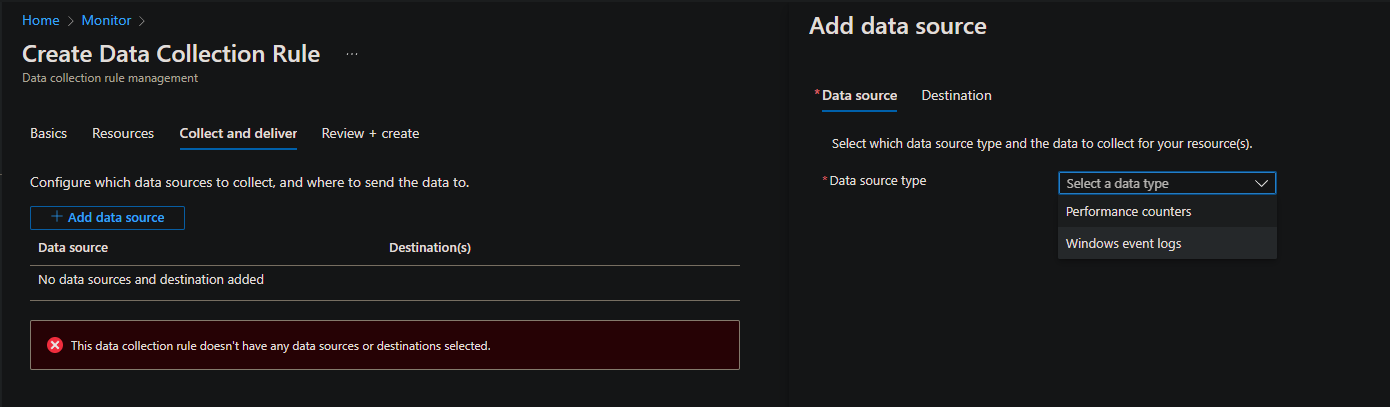 Home > Monitor >
Create Data Collection Rule ...
Data collection rule management
Basics Resources Collect and deliver Review + create
Configure which data sources to collect, and where to send the data to.
+ Add data source
Data source Destination(s)
No data sources and destination added
This data collection rule doesn't have any data sources or destinations selected.
Add data source
* Data source Destination
Select which data source type and the data to collect for your resource(s).
* Data source type
Select a data type
Performance counters
Windows event logs